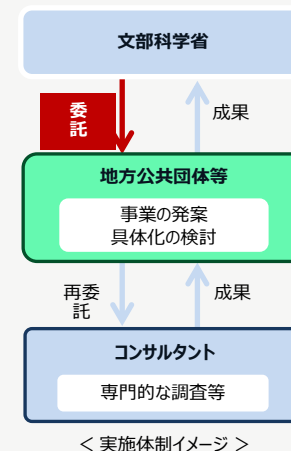 文部科学省
委
託
成果
地方公共団体等
事業の発案
具体化の検討
再委
託
成果
コンサルタント
専門的な調査等
＜ 実施体制イメージ ＞